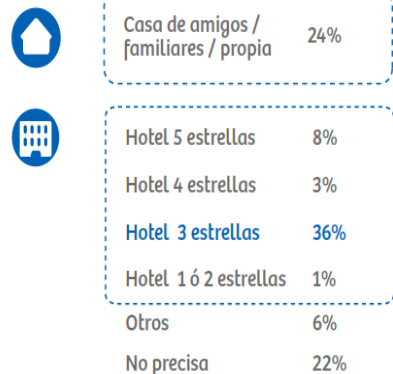 Casa de amigos /
familiares / propia 24%
Hotel 5 estrellas 8%
Hotel 4 estrellas 3%
Hotel 3 estrellas 36%
Hotel 1 ó 2 estrellas 1%
Otros 6%
No precisa 22%